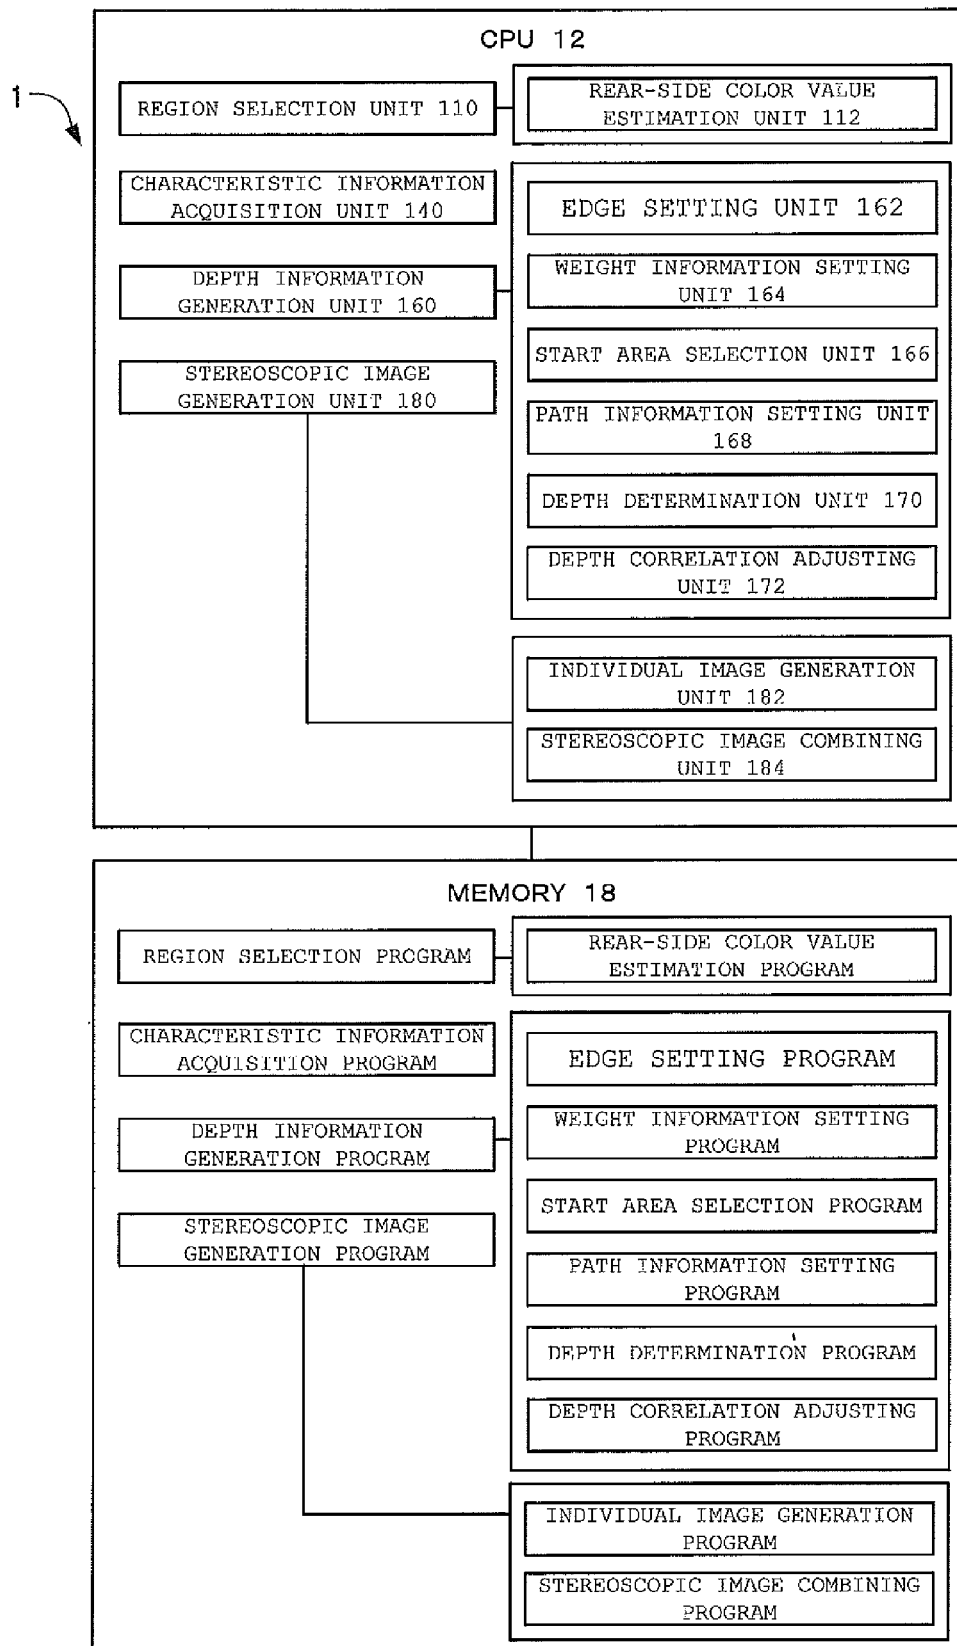 CPU 12
1
REGION SELECTION UNIT 110
REAR-SIDE COLOR VALUE
ESTIMATION UNIT 112
CHARACTERISTIC INFORMATION
ACQUISITION UNIT 140
EDGE SETTING UNIT 162
DEPTH INFORMATION
GENERATION UNIT 160
WEIGHT INFORMATION SETTING
UNIT 164
START AREA SELECTION UNIT 166
STEREOSCOPIC IMAGE
GENERATION UNIT 180
PATH INFORMATION SETTING UNIT
168
DEPTH DETERMINATION UNIT 170
DEPTH CORRELATION ADJUSTING
UNIT 172
INDIVIDUAL IMAGE GENERATION
UNIT 182
STEREOSCOPIC IMAGE COMBINING
UNIT 184
MEMORY 18
REGION SELECTION PROGRAM
REAR-SIDE COLOR VALUE
ESTIMATION PROGRAM
CHARACTERISTIC INFORMATION
ACQUISITION PROGRAM
EDGE SETTING PROGRAM
DEPTH INFORMATION
GENERATION PROGRAM
WEIGHT INFORMATION SETTING
PROGRAM
START AREA SELECTION PROGRAM
STEREOSCOPIC IMAGE
GENERATION PROGRAM
PATH INFORMATION SETTING
PROGRAM
DEPTH DETERMINATION PROGRAM
DEPTH CORRELATION ADJUSTING
PROGRAM
INDIVIDUAL IMAGE GENERATION
PROGRAM
STEREOSCOPIC IMAGE COMBINING
PROGRAM